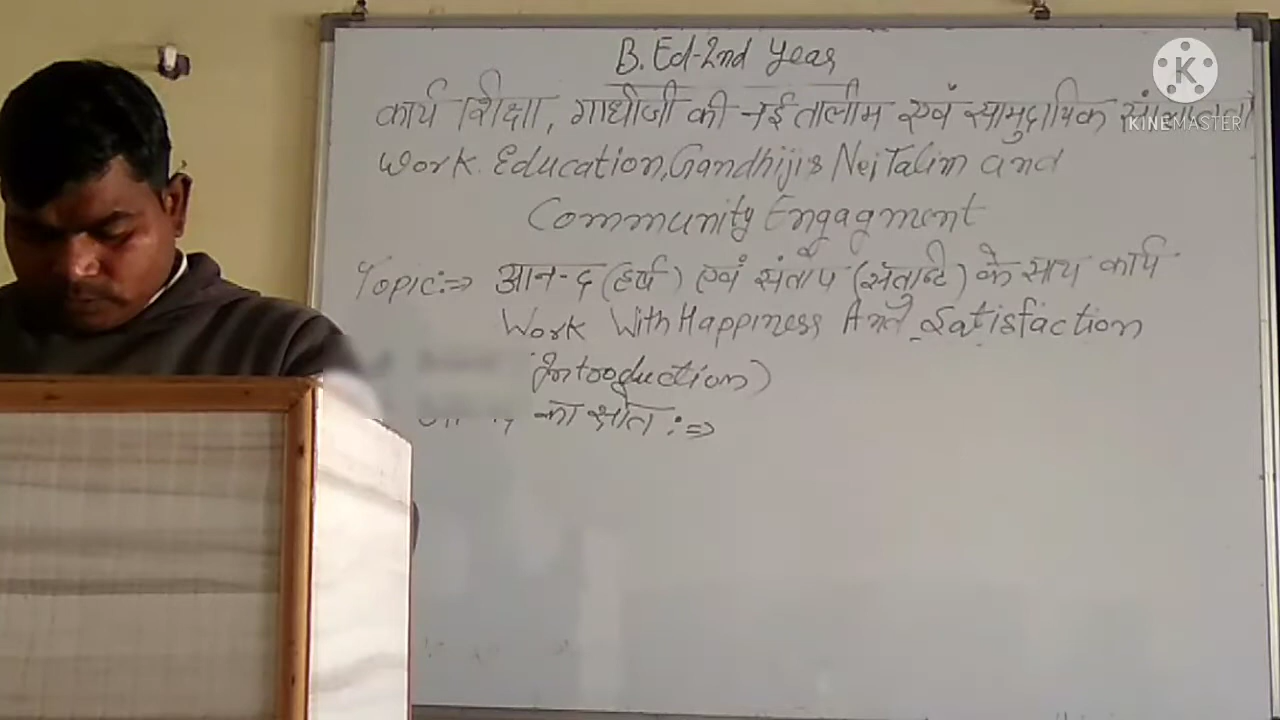 B. Ed-2nd Year
कार्य शिक्षा, गाधीजी की नई तालीम एवं सामुदायिक
Work. Education, Gandhiji's Nei Talim and
Community Engagment
Topic:⇒ आनन्द (हर्ष) एवं संतोष (संतुष्टि) के साथ कार्य
Work With Happiness And Satisfaction
Introduction)
का स्रोत :⇒
K
KINEMASTER